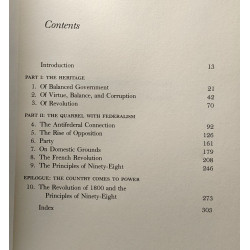 Contents
Introduction 13
PART I: THE HERITAGE
1. Of Balanced Government 21
2. Of Virtue, Balance, and Corruption 42
3. Of Revolution 70
PART II: THE QUARREL WITH FEDERALISM
4. The Antifederal Connection 92
5. The Rise of Opposition 126
6. Party 161
7. On Domestic Grounds 179
8. The French Revolution 208
9. The Principles of Ninety-Eight 246
EPILOGUE: THE COUNTRY COMES TO POWER
10. The Revolution of 1800 and the
Principles of Ninety-Eight 273
Index 303